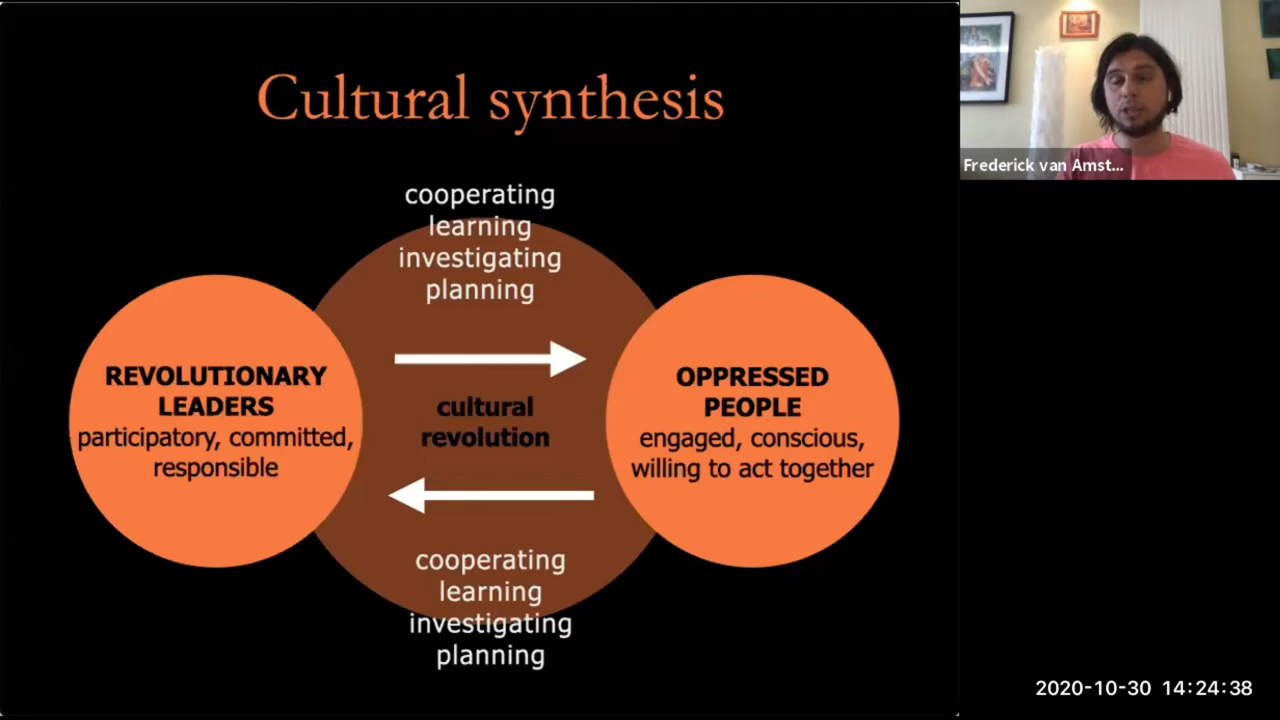 Cultural synthesis
cooperating
learning
investigating
planning
REVOLUTIONARY
LEADERS
participatory, committed,
responsible
cultural
revolution
OPPRESSED
PEOPLE
engaged, conscious,
willing to act together
cooperating
learning
investigating
planning
Frederick van Amst...
2020-10-30 14:24:38